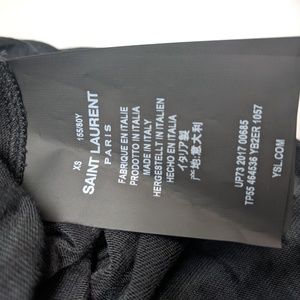 XS 155/80Y
SAINT LAURENT
PARIS
FABRIQUE EN ITALIE
PRODOTTO IN ITALIA
MADE IN ITALY
HERGESTELLT IN ITALIEN
HECHO EN ITALIA
イタリア製
产地:意大利
UP73 2017 00685
TP55 464536 YB2ER 1057
YSL.COM